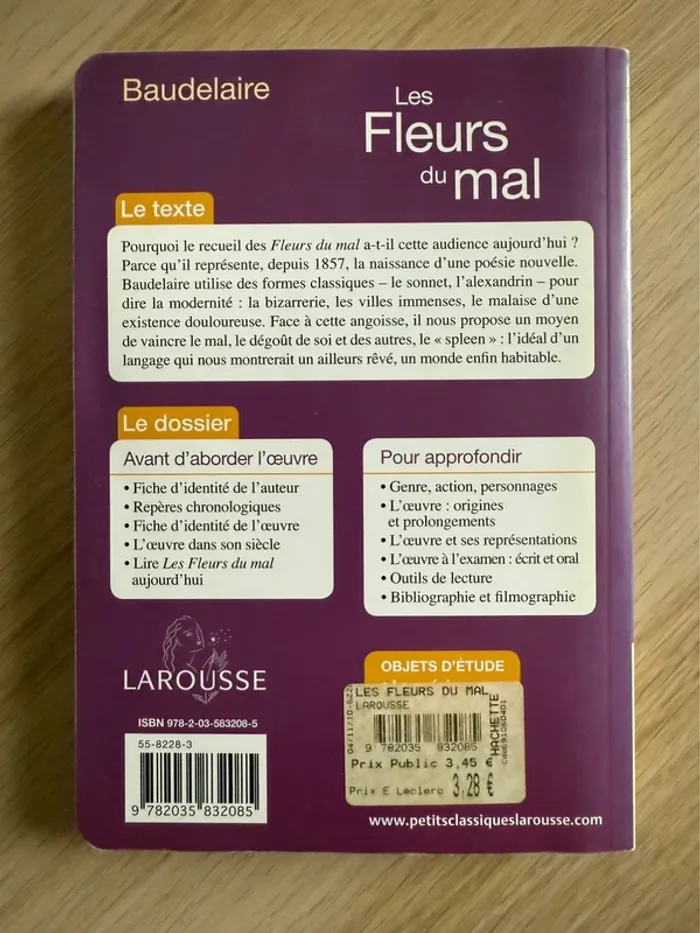 Baudelaire
Les
Fleurs
du mal
Le texte
Pourquoi le recueil des Fleurs du mal a-t-il cette audience aujourd'hui ?
Parce qu'il représente, depuis 1857, la naissance d'une poésie nouvelle.
Baudelaire utilise des formes classiques – le sonnet, l'alexandrin – pour
dire la modernité : la bizarrerie, les villes immenses, le malaise d'une
existence douloureuse. Face à cette angoisse, il nous propose un moyen
de vaincre le mal, le dégoût de soi et des autres, le « spleen » : l'idéal d'un
langage qui nous montrerait un ailleurs rêvé, un monde enfin habitable.
Le dossier
Avant d'aborder l'œuvre
• Fiche d'identité de l'auteur
• Repères chronologiques
• Fiche d'identité de l'œuvre
• L'œuvre dans son siècle
• Lire Les Fleurs du mal
aujourd'hui
Pour approfondir
• Genre, action, personnages
• L'œuvre : origines
et prolongements
• L'œuvre et ses représentations
• L'œuvre à l'examen : écrit et oral
• Outils de lecture
• Bibliographie et filmographie
LAROUSSE
ISBN 978-2-03-583208-5
55-8228-3
9 782035 832085
OBJETS D'ÉTUDE
LES FLEURS DU MAL
LAROUSSE
9 782035 832085
HACHETTE
Prix Public 3,45 €
Prix E Leclerc 3,28 €
www.petitsclassiqueslarousse.com